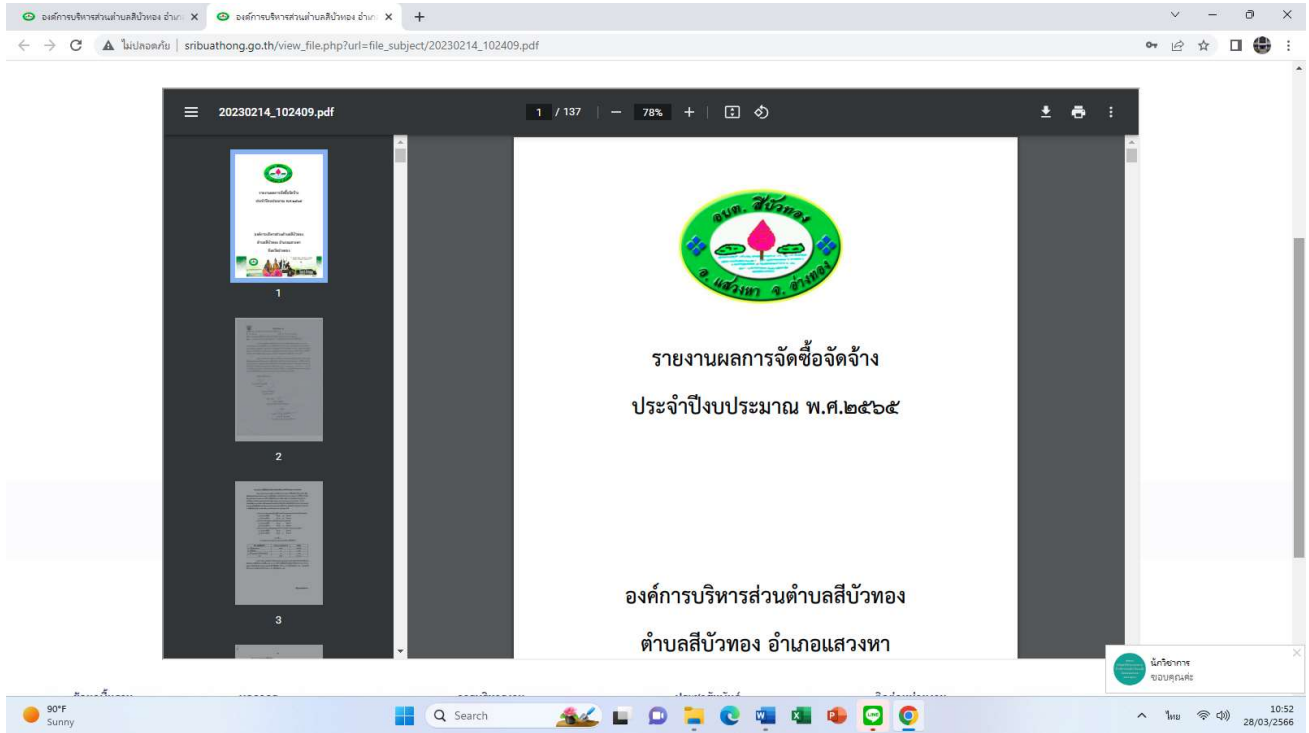 องค์การบริหารส่วนตำบลสีบัวทอง อำเภ
องค์การบริหารส่วนตำบลสีบัวทอง อำเภ
ไม่ปลอดภัย
sribuathong.go.th/view_file.php?url=file_subject/20230214_102409.pdf
20230214_102409.pdf
1 / 137
78%
1
2
3
อบต. สีบัวทอง
อ. แสวงหา จ. อ่างทอง
รายงานผลการจัดซื้อจัดจ้าง
ประจำปีงบประมาณ พ.ศ.๒๕๖๕
องค์การบริหารส่วนตำบลสีบัวทอง
ตำบลสีบัวทอง อำเภอแสวงหา
นักวิชาการ
ขอบคุณค่ะ
90°F
Sunny
Search
LINE
ไทย
10:52
28/03/2566